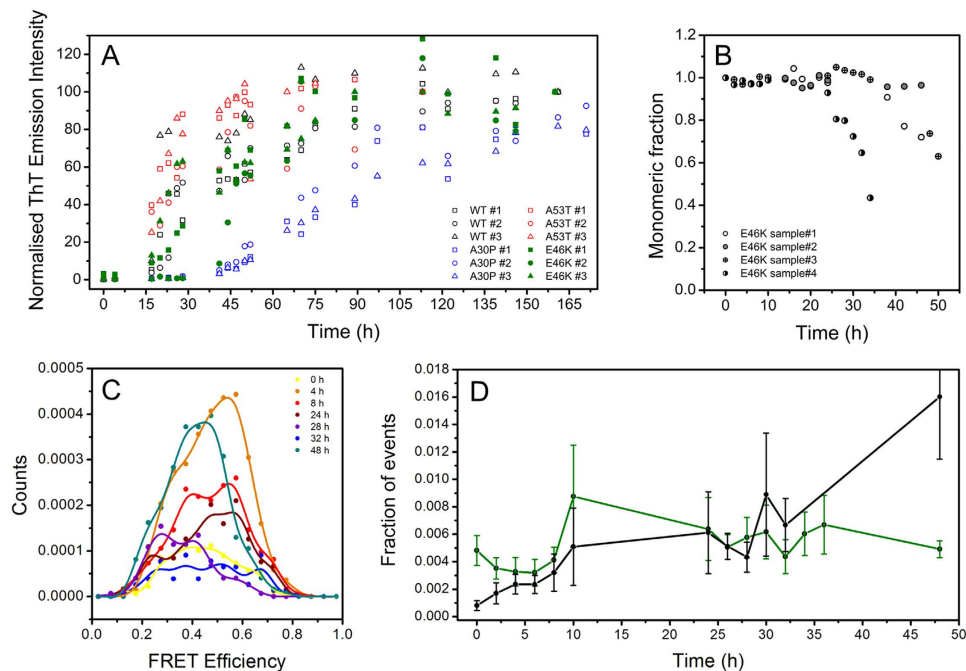 A
Normalised ThT Emission Intensity
120
100
80
60
40
20
0
0 15 30 45 60 75 90 105 120 135 150 165
Time (h)
WT #1
WT #2
WT #3
A30P #1
A30P #2
A30P #3
A53T #1
A53T #2
A53T #3
E46K #1
E46K #2
E46K #3
B
Monomeric fraction
1.2
1.0
0.8
0.6
0.4
0.2
0.0
0 10 20 30 40 50
Time (h)
E46K sample#1
E46K sample#2
E46K sample#3
E46K sample#4
C
Counts
0.0005
0.0004
0.0003
0.0002
0.0001
0.0000
0.0 0.2 0.4 0.6 0.8 1.0
FRET Efficiency
0 h
4 h
8 h
24 h
28 h
32 h
48 h
D
Fraction of events
0.018
0.016
0.014
0.012
0.010
0.008
0.006
0.004
0.002
0.000
0 5 10 15 20 25 30 35 40 45 50
Time (h)